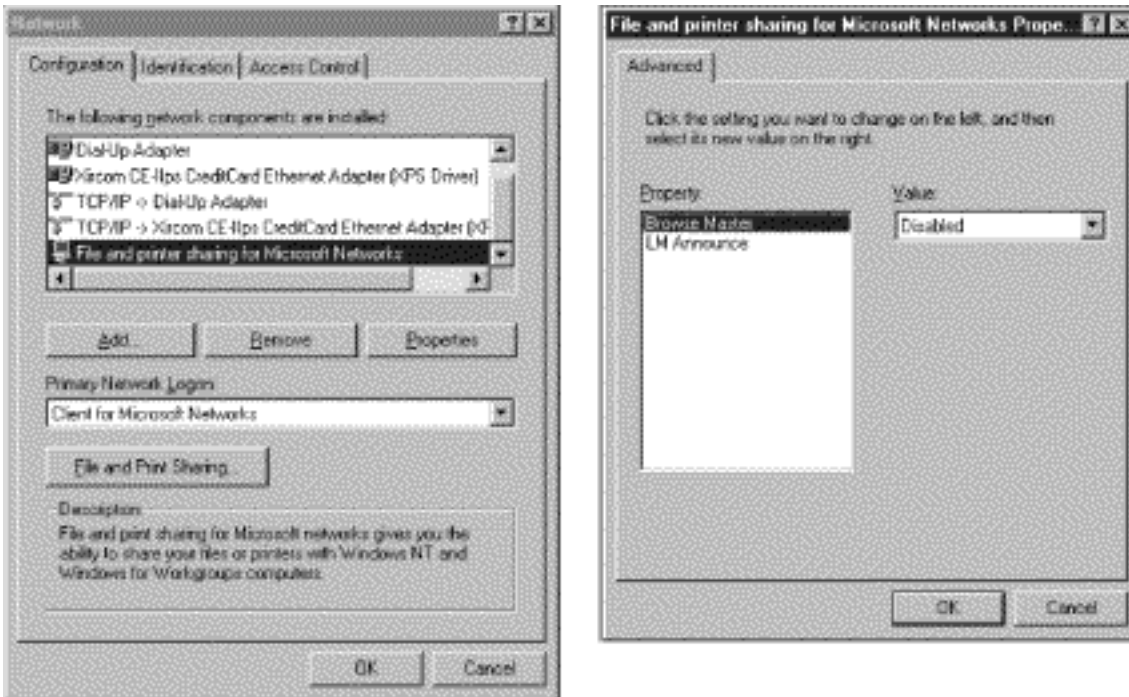 Network
Configuration
Identification
Access Control
The following network components are installed:
Dial-Up Adapter
Xircom CE-IIps CreditCard Ethernet Adapter (XPS Driver)
TCP/IP -> Dial-Up Adapter
TCP/IP -> Xircom CE-IIps CreditCard Ethernet Adapter (XP
File and printer sharing for Microsoft Networks
Add...
Remove
Properties
Primary Network Logon:
Client for Microsoft Networks
File and Print Sharing...
Description
File and print sharing for Microsoft networks gives you the
ability to share your files or printers with Windows NT and
Windows for Workgroups computers.
OK
Cancel
File and printer sharing for Microsoft Networks Prope...
Advanced
Click the setting you want to change on the left, and then
select its new value on the right.
Property:
Value:
Browse Master
LM Announce
Disabled
OK
Cancel